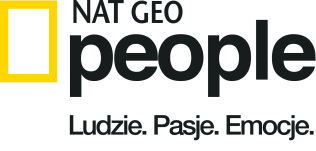 NAT GEO
people
Ludzie. Pasje. Emocje.